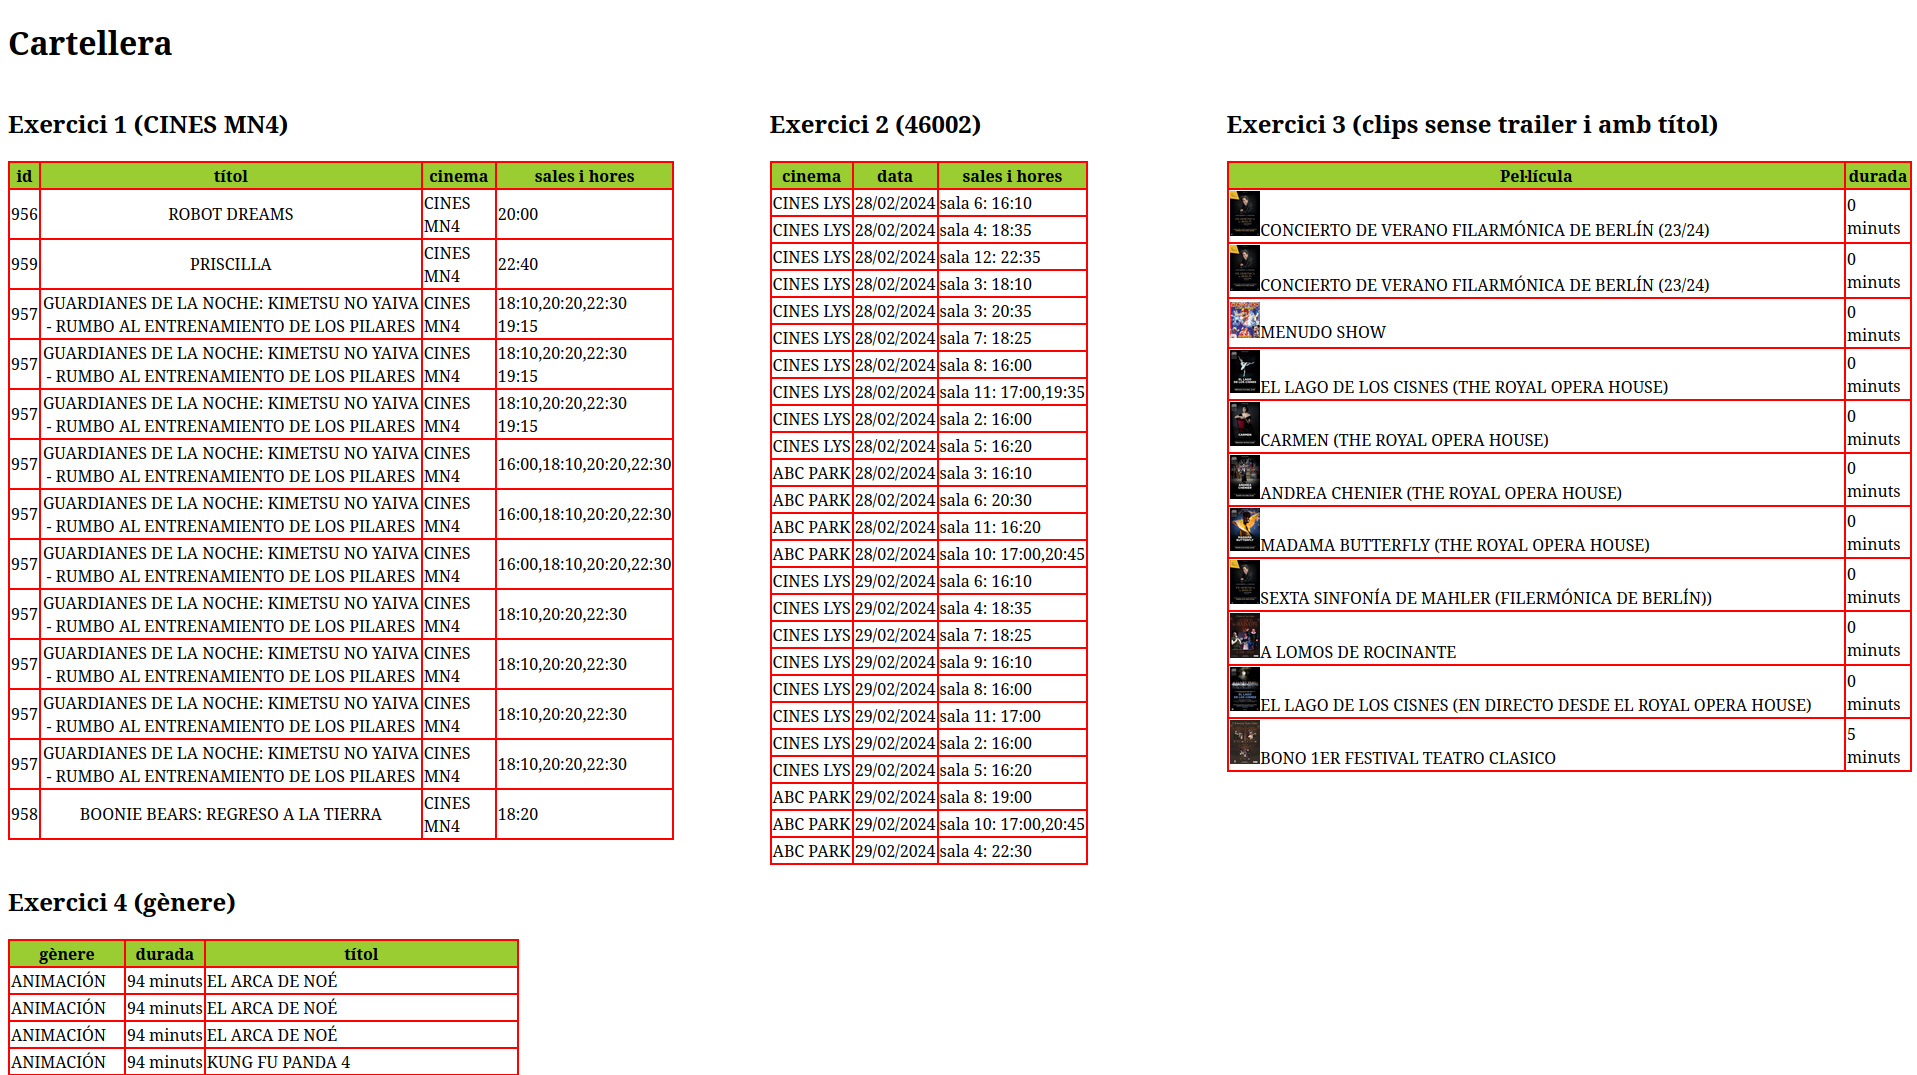 Cartellera
Exercici 1 (CINES MN4)
id títol cinema sales i hores
956 ROBOT DREAMS CINES MN4 20:00
959 PRISCILLA CINES MN4 22:40
957 GUARDIANES DE LA NOCHE: KIMETSU NO YAIVA - RUMBO AL ENTRENAMIENTO DE LOS PILARES CINES MN4 18:10,20:20,22:30 19:15
957 GUARDIANES DE LA NOCHE: KIMETSU NO YAIVA - RUMBO AL ENTRENAMIENTO DE LOS PILARES CINES MN4 18:10,20:20,22:30 19:15
957 GUARDIANES DE LA NOCHE: KIMETSU NO YAIVA - RUMBO AL ENTRENAMIENTO DE LOS PILARES CINES MN4 18:10,20:20,22:30 19:15
957 GUARDIANES DE LA NOCHE: KIMETSU NO YAIVA - RUMBO AL ENTRENAMIENTO DE LOS PILARES CINES MN4 16:00,18:10,20:20,22:30
957 GUARDIANES DE LA NOCHE: KIMETSU NO YAIVA - RUMBO AL ENTRENAMIENTO DE LOS PILARES CINES MN4 16:00,18:10,20:20,22:30
957 GUARDIANES DE LA NOCHE: KIMETSU NO YAIVA - RUMBO AL ENTRENAMIENTO DE LOS PILARES CINES MN4 16:00,18:10,20:20,22:30
957 GUARDIANES DE LA NOCHE: KIMETSU NO YAIVA - RUMBO AL ENTRENAMIENTO DE LOS PILARES CINES MN4 18:10,20:20,22:30
957 GUARDIANES DE LA NOCHE: KIMETSU NO YAIVA - RUMBO AL ENTRENAMIENTO DE LOS PILARES CINES MN4 18:10,20:20,22:30
957 GUARDIANES DE LA NOCHE: KIMETSU NO YAIVA - RUMBO AL ENTRENAMIENTO DE LOS PILARES CINES MN4 18:10,20:20,22:30
957 GUARDIANES DE LA NOCHE: KIMETSU NO YAIVA - RUMBO AL ENTRENAMIENTO DE LOS PILARES CINES MN4 18:10,20:20,22:30
958 BOONIE BEARS: REGRESO A LA TIERRA CINES MN4 18:20
Exercici 2 (46002)
cinema data sales i hores
CINES LYS 28/02/2024 sala 6: 16:10
CINES LYS 28/02/2024 sala 4: 18:35
CINES LYS 28/02/2024 sala 12: 22:35
CINES LYS 28/02/2024 sala 3: 18:10
CINES LYS 28/02/2024 sala 3: 20:35
CINES LYS 28/02/2024 sala 7: 18:25
CINES LYS 28/02/2024 sala 8: 16:00
CINES LYS 28/02/2024 sala 11: 17:00,19:35
CINES LYS 28/02/2024 sala 2: 16:00
CINES LYS 28/02/2024 sala 5: 16:20
ABC PARK 28/02/2024 sala 3: 16:10
ABC PARK 28/02/2024 sala 6: 20:30
ABC PARK 28/02/2024 sala 11: 16:20
ABC PARK 28/02/2024 sala 10: 17:00,20:45
CINES LYS 29/02/2024 sala 6: 16:10
CINES LYS 29/02/2024 sala 4: 18:35
CINES LYS 29/02/2024 sala 7: 18:25
CINES LYS 29/02/2024 sala 9: 16:10
CINES LYS 29/02/2024 sala 8: 16:00
CINES LYS 29/02/2024 sala 11: 17:00
CINES LYS 29/02/2024 sala 2: 16:00
CINES LYS 29/02/2024 sala 5: 16:20
ABC PARK 29/02/2024 sala 8: 19:00
ABC PARK 29/02/2024 sala 10: 17:00,20:45
ABC PARK 29/02/2024 sala 4: 22:30
Exercici 3 (clips sense trailer i amb títol)
Pel·lícula durada
CONCIERTO DE VERANO FILARMÓNICA DE BERLÍN (23/24) 0 minuts
CONCIERTO DE VERANO FILARMÓNICA DE BERLÍN (23/24) 0 minuts
MENUDO SHOW 0 minuts
EL LAGO DE LOS CISNES (THE ROYAL OPERA HOUSE) 0 minuts
CARMEN (THE ROYAL OPERA HOUSE) 0 minuts
ANDREA CHENIER (THE ROYAL OPERA HOUSE) 0 minuts
MADAMA BUTTERFLY (THE ROYAL OPERA HOUSE) 0 minuts
SEXTA SINFONÍA DE MAHLER (FILERMÓNICA DE BERLÍN)) 0 minuts
A LOMOS DE ROCINANTE 0 minuts
EL LAGO DE LOS CISNES (EN DIRECTO DESDE EL ROYAL OPERA HOUSE) 0 minuts
BONO 1ER FESTIVAL TEATRO CLASICO 5 minuts
Exercici 4 (gènere)
gènere durada títol
ANIMACIÓN 94 minuts EL ARCA DE NOÉ
ANIMACIÓN 94 minuts EL ARCA DE NOÉ
ANIMACIÓN 94 minuts EL ARCA DE NOÉ
ANIMACIÓN 94 minuts KUNG FU PANDA 4